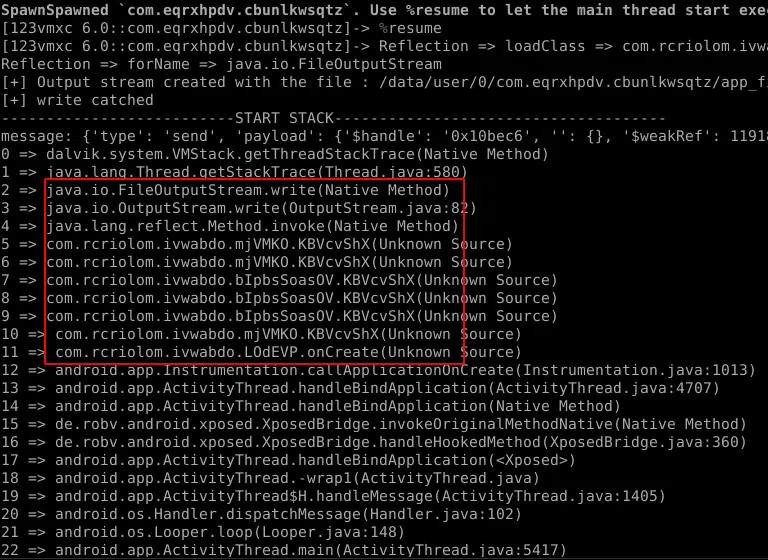 SpawnSpawned `com.eqrxhpdv.cbunlkwsqtz`. Use %resume to let the main thread start exe
[123vmxc 6.0::com.eqrxhpdv.cbunlkwsqtz]-> %resume
[123vmxc 6.0::com.eqrxhpdv.cbunlkwsqtz]-> Reflection => loadClass => com.rcriolom.ivwa
Reflection => forName => java.io.FileOutputStream
[+] Output stream created with the file : /data/user/0/com.eqrxhpdv.cbunlkwsqtz/app_f
[+] write catched
--------------------------START STACK-------------------------------------
message: {'type': 'send', 'payload': {'$handle': '0x10bec6', '': {}, '$weakRef': 11918
0 => dalvik.system.VMStack.getThreadStackTrace(Native Method)
1 => java.lang.Thread.getStackTrace(Thread.java:580)
2 => java.io.FileOutputStream.write(Native Method)
3 => java.io.OutputStream.write(OutputStream.java:82)
4 => java.lang.reflect.Method.invoke(Native Method)
5 => com.rcriolom.ivwabdo.mjVMKO.KBVcvShX(Unknown Source)
6 => com.rcriolom.ivwabdo.mjVMKO.KBVcvShX(Unknown Source)
7 => com.rcriolom.ivwabdo.bIpbsSoasOV.KBVcvShX(Unknown Source)
8 => com.rcriolom.ivwabdo.bIpbsSoasOV.KBVcvShX(Unknown Source)
9 => com.rcriolom.ivwabdo.bIpbsSoasOV.KBVcvShX(Unknown Source)
10 => com.rcriolom.ivwabdo.mjVMKO.KBVcvShX(Unknown Source)
11 => com.rcriolom.ivwabdo.LOdEVP.onCreate(Unknown Source)
12 => android.app.Instrumentation.callApplicationOnCreate(Instrumentation.java:1013)
13 => android.app.ActivityThread.handleBindApplication(ActivityThread.java:4707)
14 => android.app.ActivityThread.handleBindApplication(Native Method)
15 => de.robv.android.xposed.XposedBridge.invokeOriginalMethodNative(Native Method)
16 => de.robv.android.xposed.XposedBridge.handleHookedMethod(XposedBridge.java:360)
17 => android.app.ActivityThread.handleBindApplication(<Xposed>)
18 => android.app.ActivityThread.-wrap1(ActivityThread.java)
19 => android.app.ActivityThread$H.handleMessage(ActivityThread.java:1405)
20 => android.os.Handler.dispatchMessage(Handler.java:102)
21 => android.os.Looper.loop(Looper.java:148)
22 => android.app.ActivityThread.main(ActivityThread.java:5417)